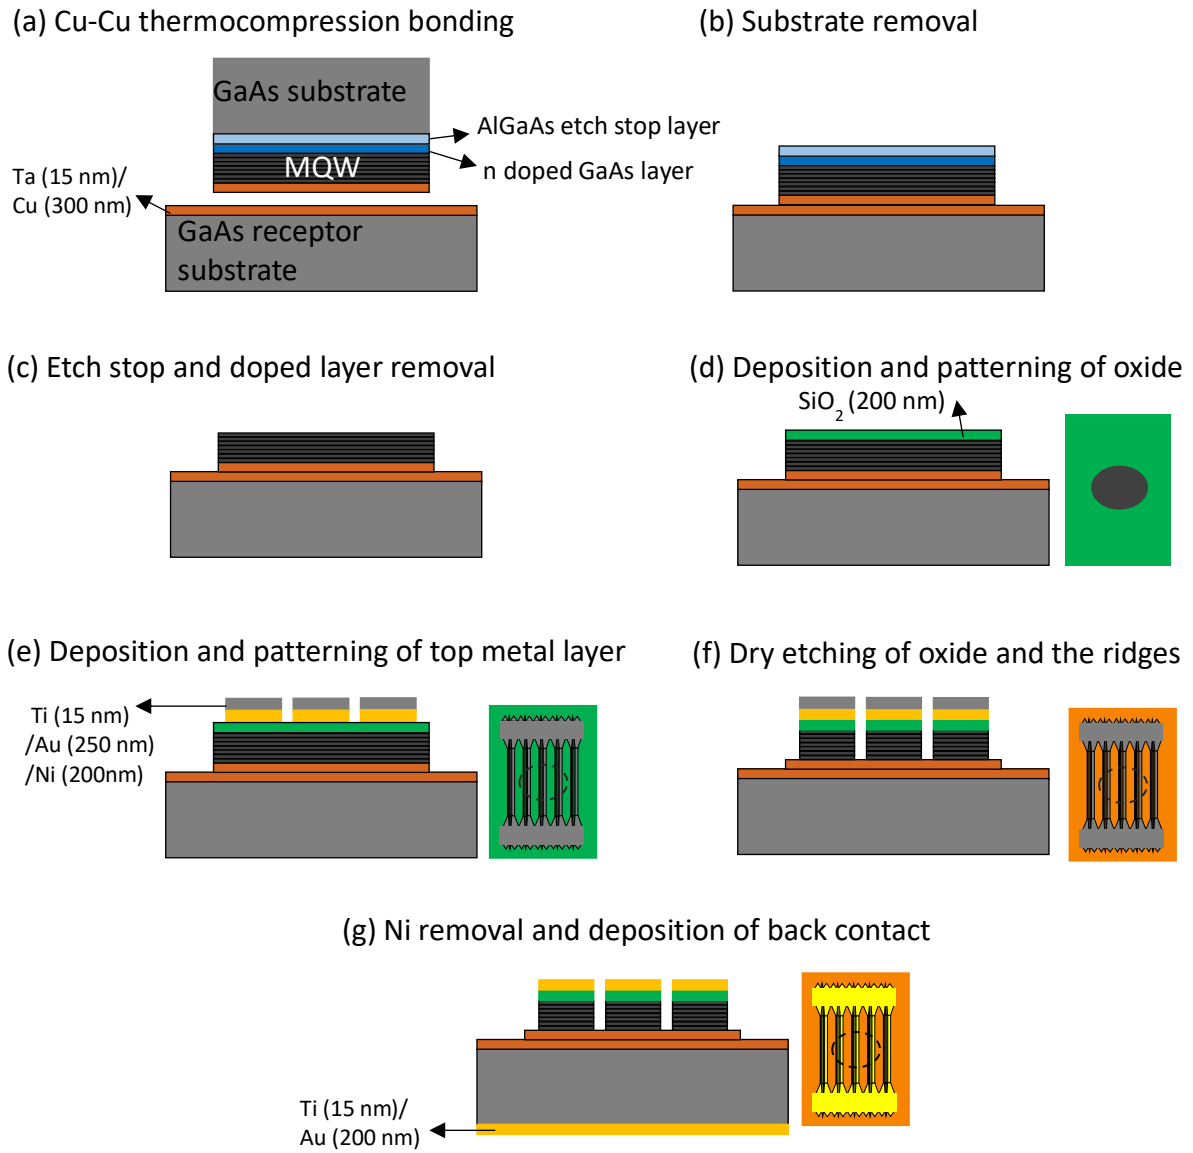 (a) Cu-Cu thermocompression bonding
GaAs substrate
AlGaAs etch stop layer
MQW
n doped GaAs layer
Ta (15 nm)/
Cu (300 nm)
GaAs receptor
substrate
(b) Substrate removal
(c) Etch stop and doped layer removal
(d) Deposition and patterning of oxide
SiO2 (200 nm)
(e) Deposition and patterning of top metal layer
Ti (15 nm)
/Au (250 nm)
/Ni (200nm)
(f) Dry etching of oxide and the ridges
(g) Ni removal and deposition of back contact
Ti (15 nm)/
Au (200 nm)